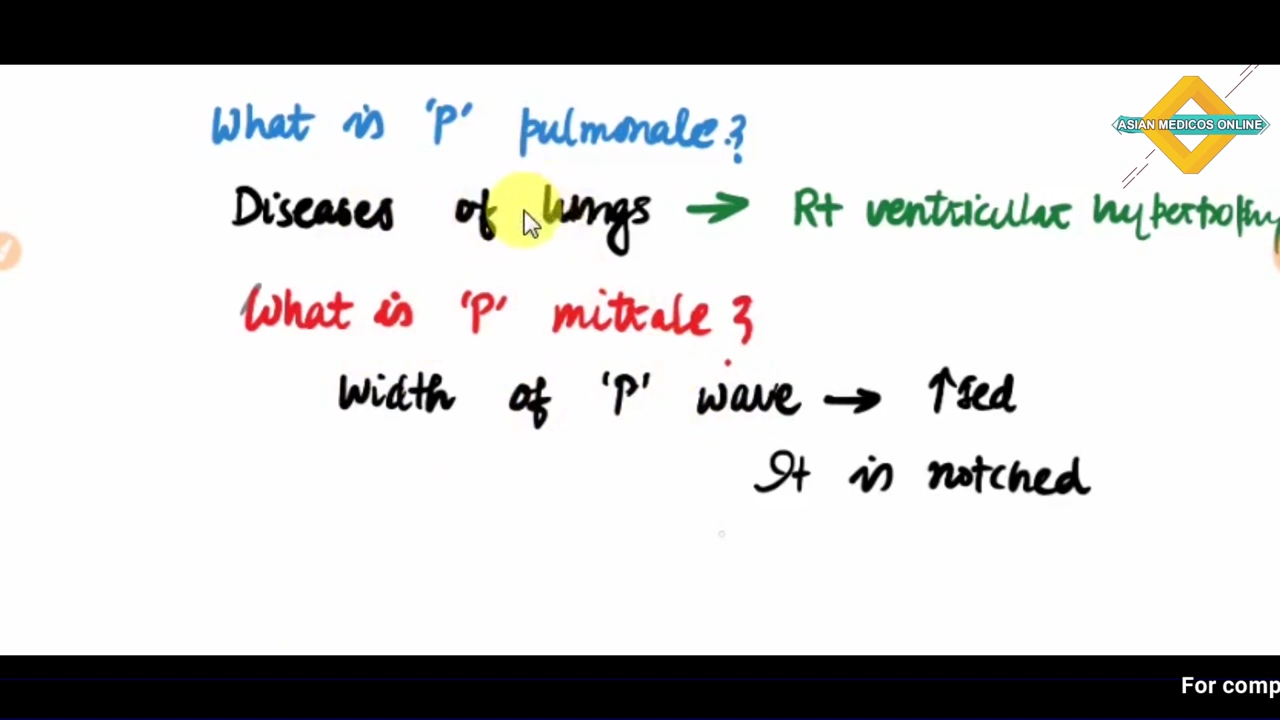 What is 'P' pulmonale?
ASIAN MEDICOS ONLINE
Diseases of lungs → Rt ventricular hypertrophy
What is 'P' mitrale ?
Width of 'P' wave → ↑sed
It is notched
For comp